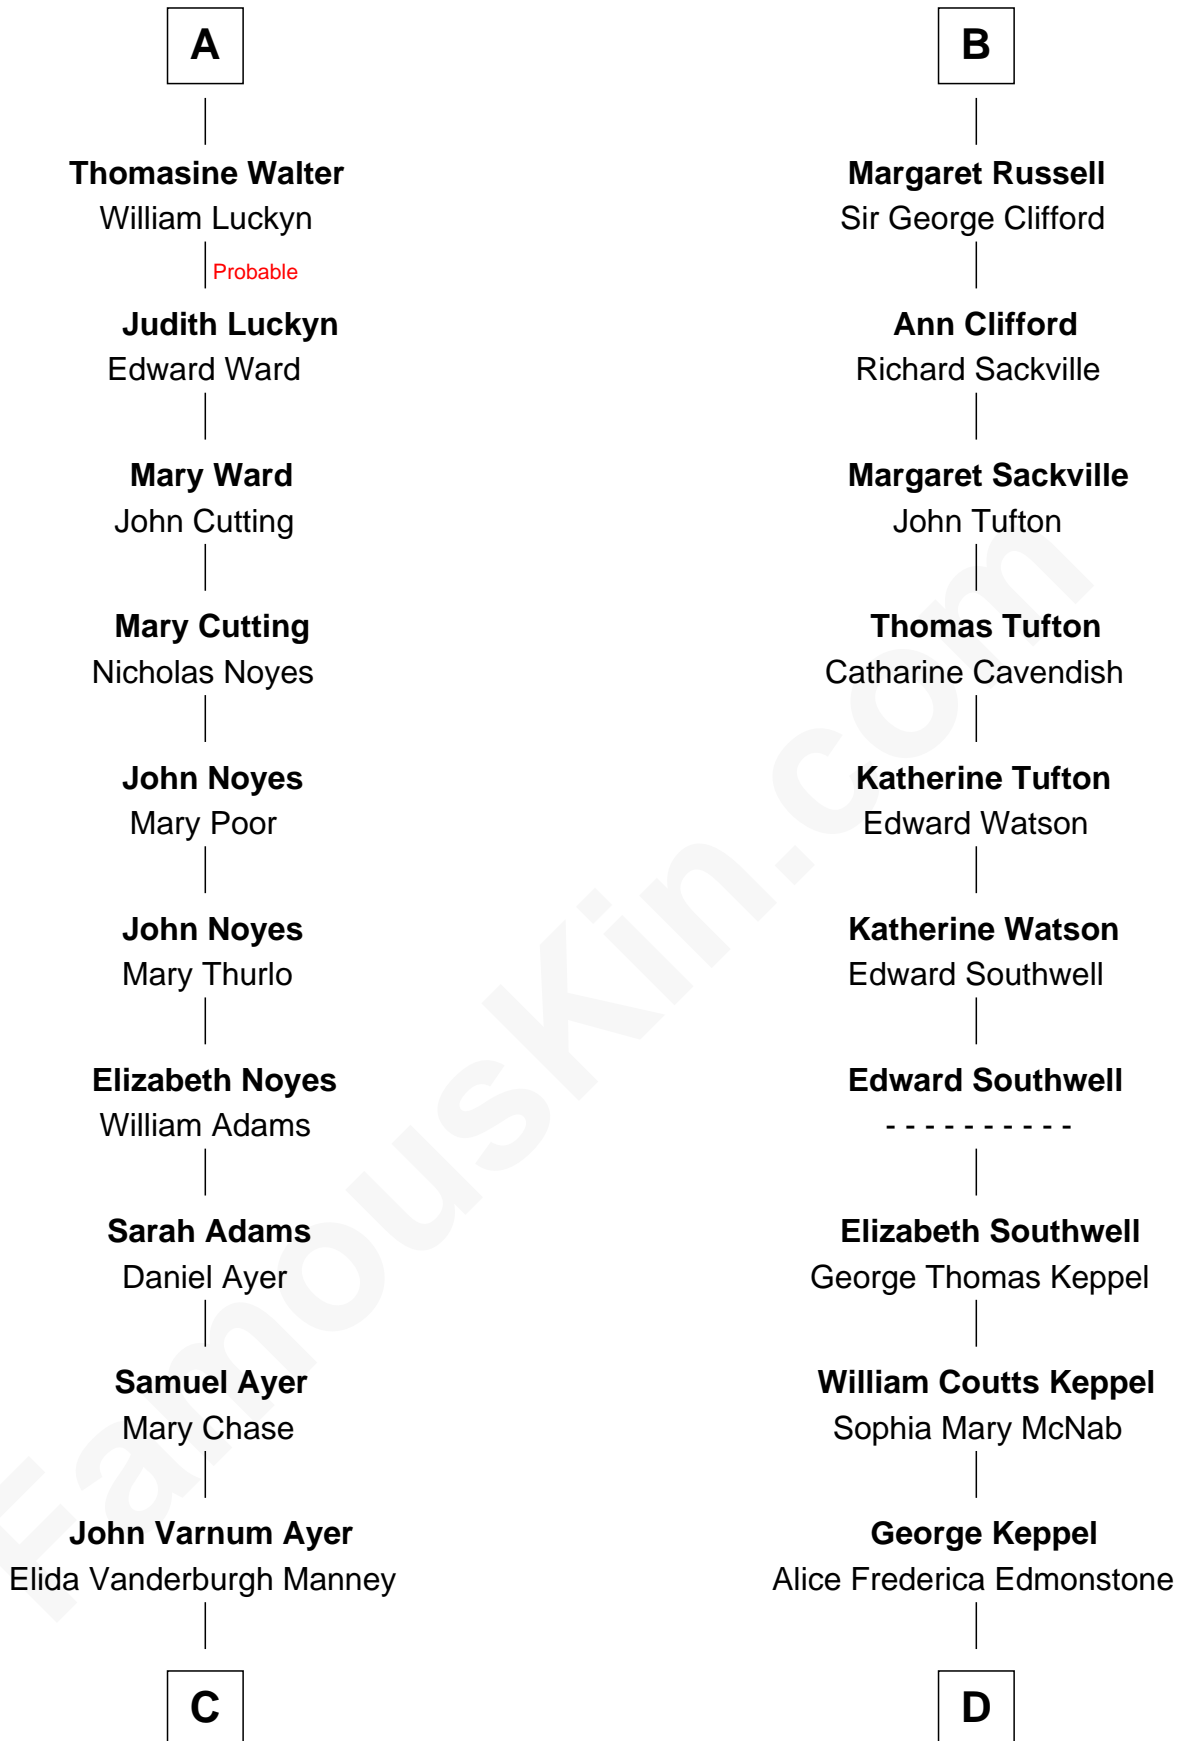 A
Thomasine Walter
William Luckyn
Probable
Judith Luckyn
Edward Ward
Mary Ward
John Cutting
Mary Cutting
Nicholas Noyes
John Noyes
Mary Poor
John Noyes
Mary Thurlo
Elizabeth Noyes
William Adams
Sarah Adams
Daniel Ayer
Samuel Ayer
Mary Chase
John Varnum Ayer
Elida Vanderburgh Manney
C
B
Margaret Russell
Sir George Clifford
Ann Clifford
Richard Sackville
Margaret Sackville
John Tufton
Thomas Tufton
Catharine Cavendish
Katherine Tufton
Edward Watson
Katherine Watson
Edward Southwell
Edward Southwell
- - - - - - - - - -
Elizabeth Southwell
George Thomas Keppel
William Coutts Keppel
Sophia Mary McNab
George Keppel
Alice Frederica Edmonstone
D
FamousKin.com